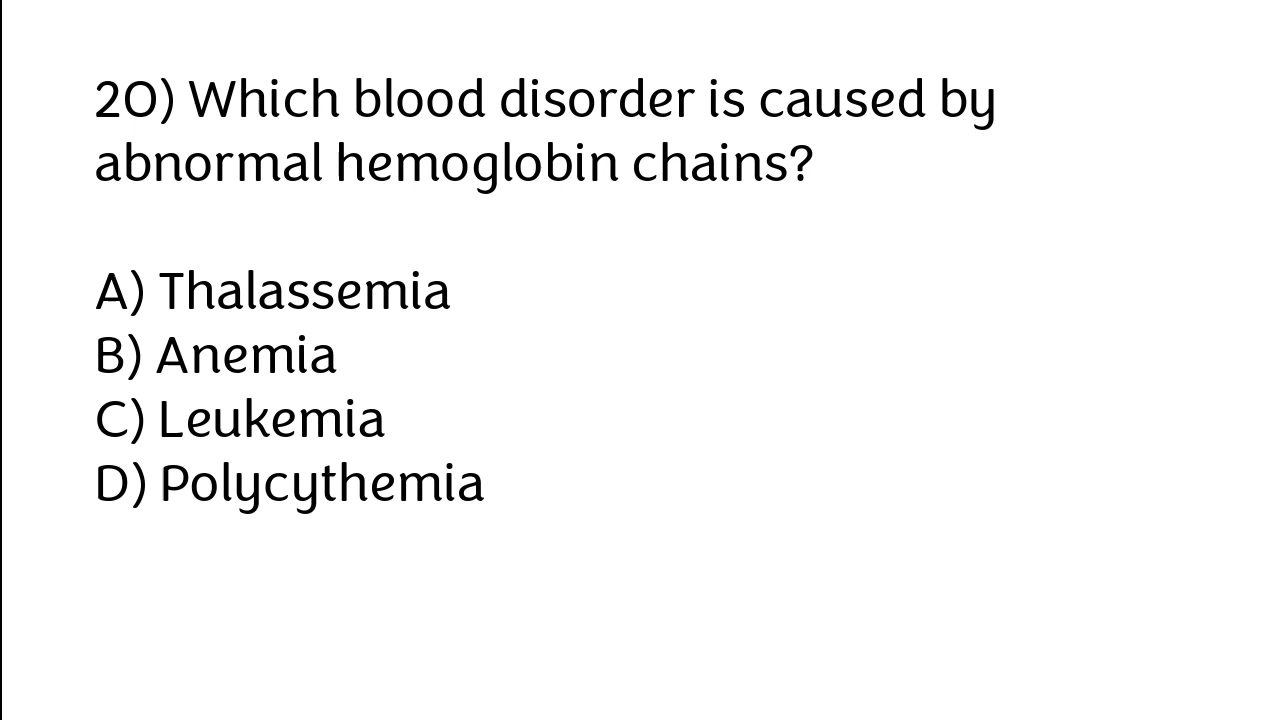 20) Which blood disorder is caused by
abnormal hemoglobin chains?
A) Thalassemia
B) Anemia
C) Leukemia
D) Polycythemia